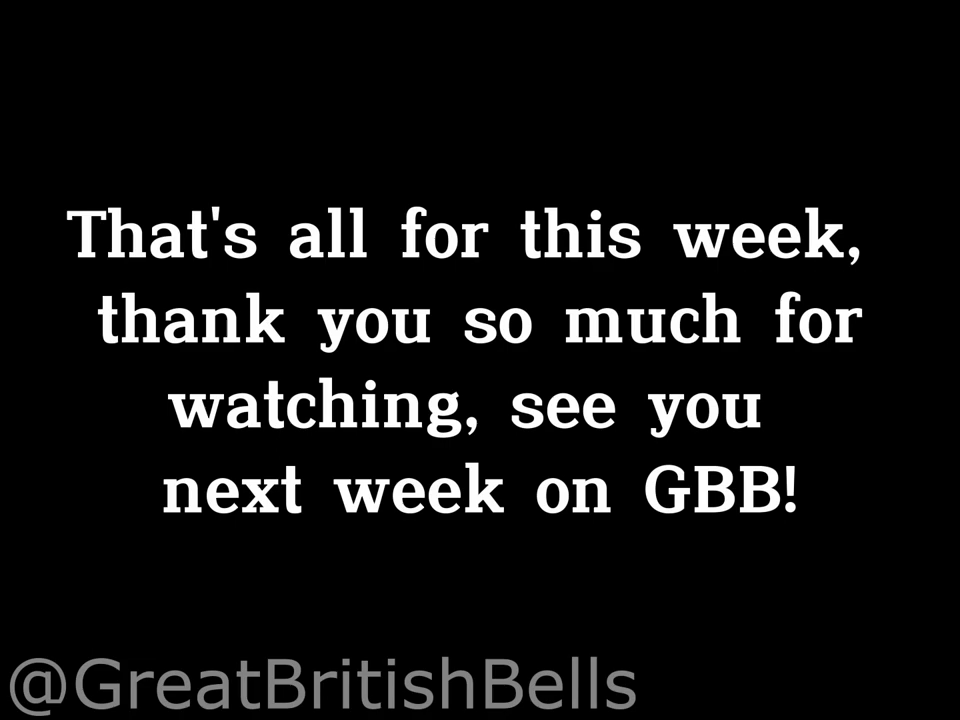 That's all for this week,
thank you so much for
watching, see you
next week on GBB!
@GreatBritishBells